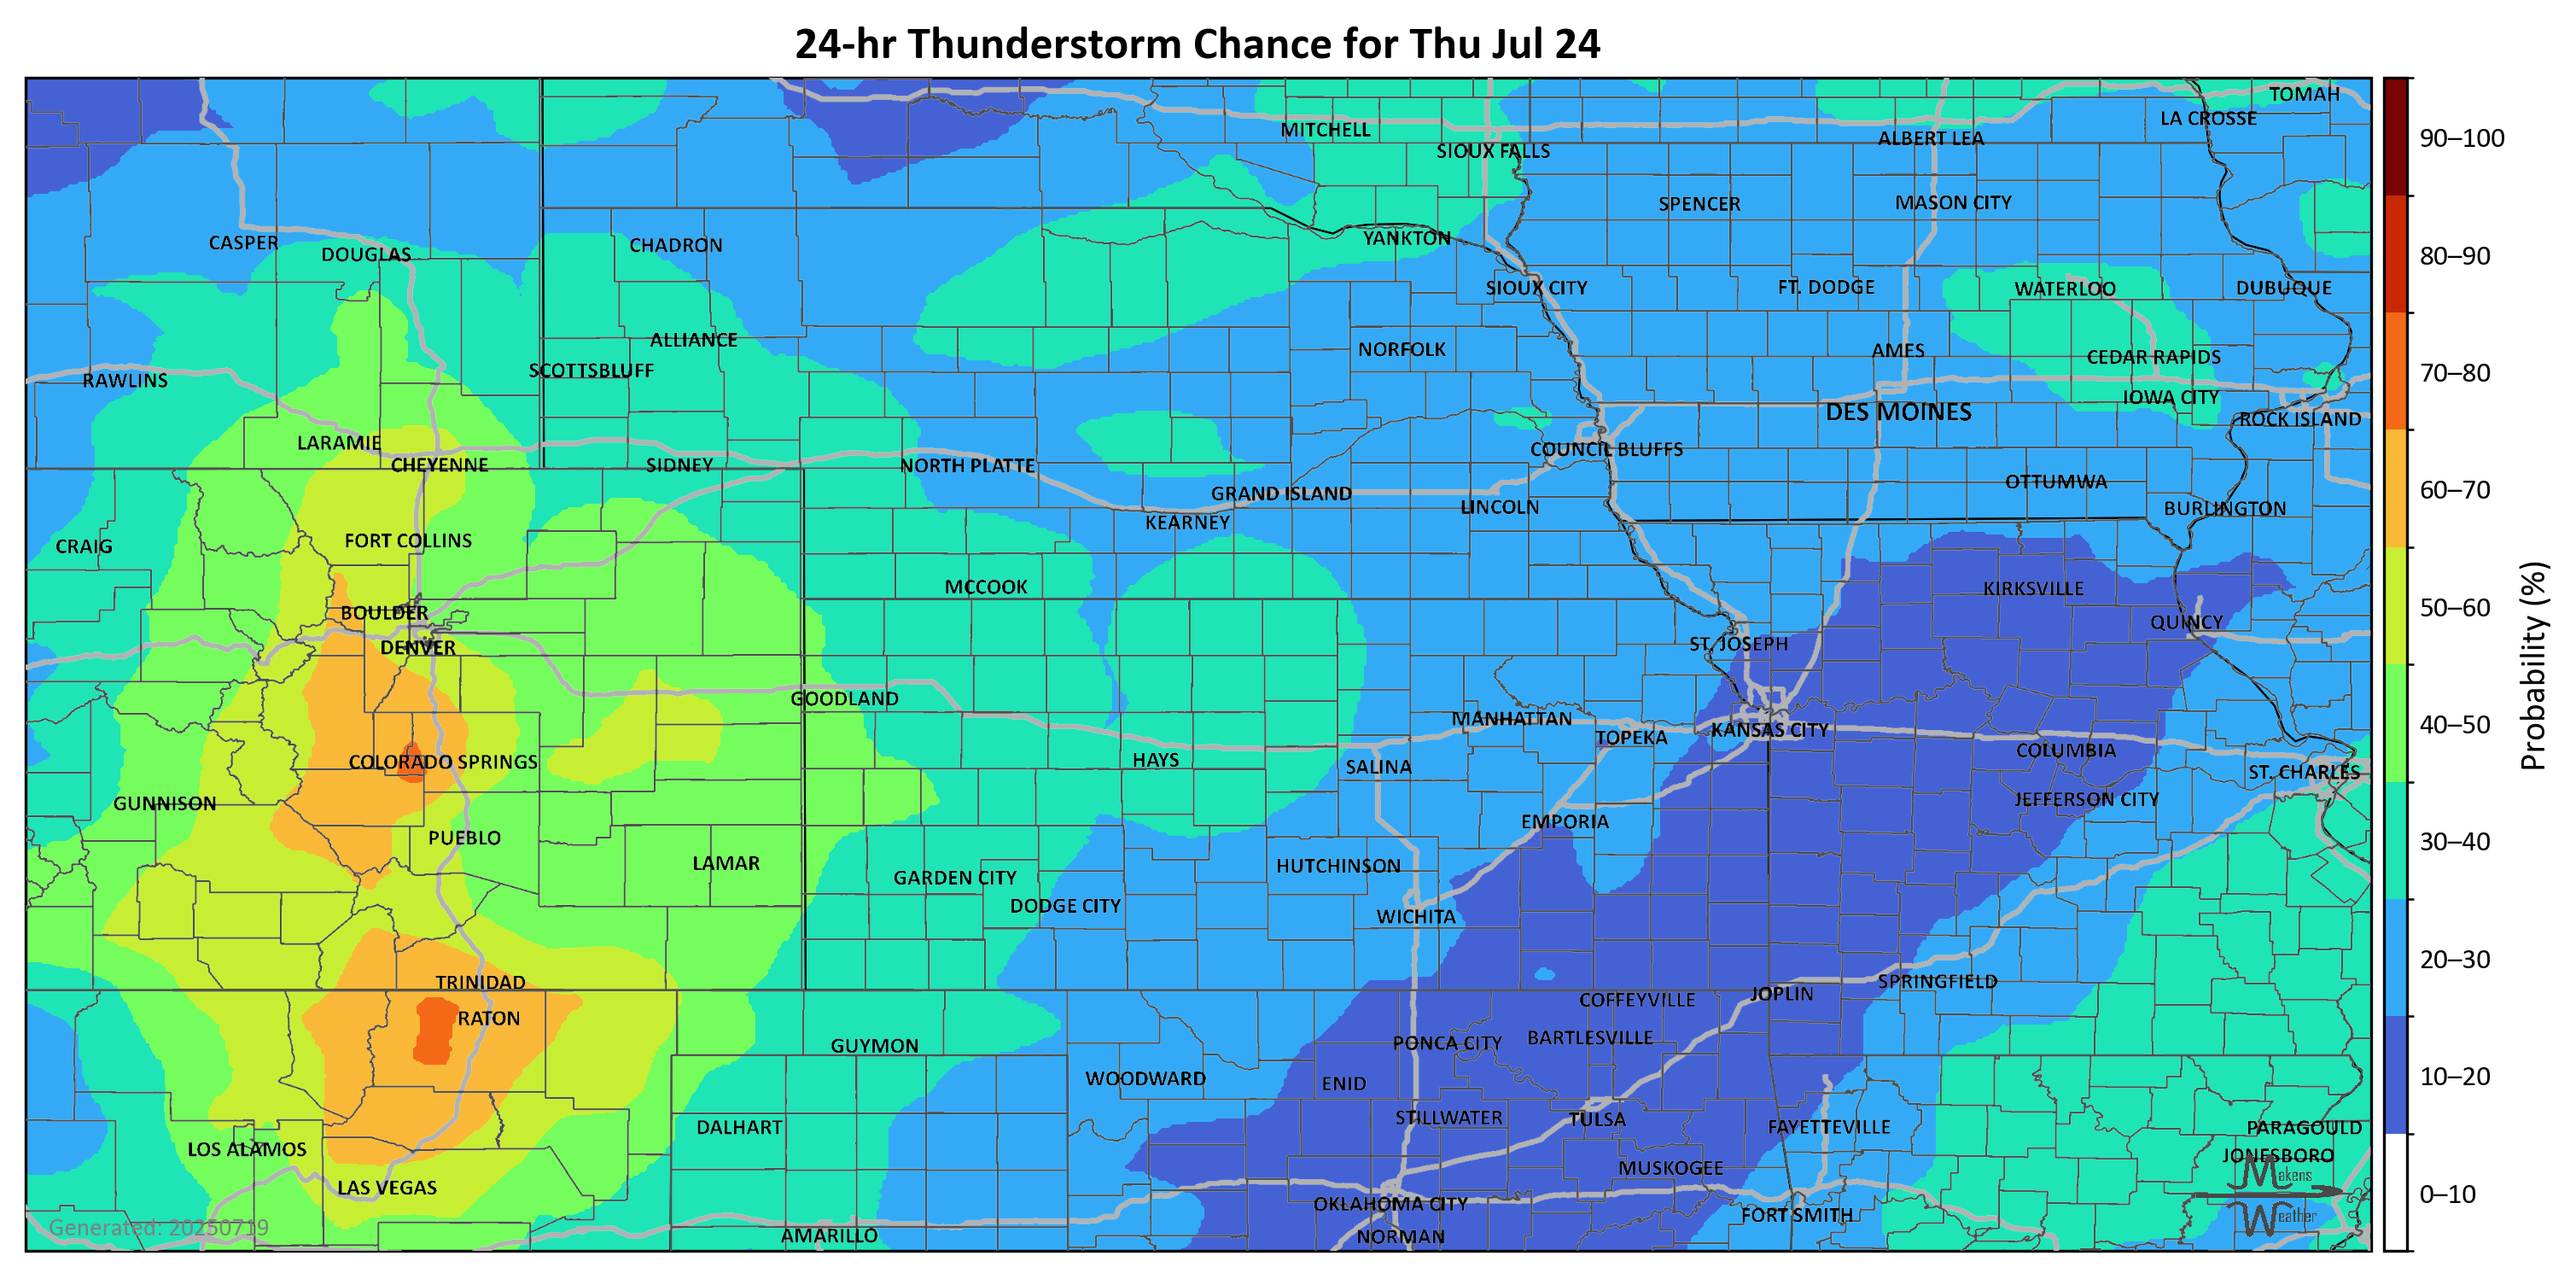 24-hr Thunderstorm Chance for Thu Jul 24
TOMAH
LA CROSSE
MITCHELL
ALBERT LEA
SIOUX FALLS
SPENCER
MASON CITY
CASPER
DOUGLAS
CHADRON
YANKTON
SIOUX CITY
FT. DODGE
WATERLOO
DUBUQUE
ALLIANCE
NORFOLK
AMES
CEDAR RAPIDS
RAWLINS
SCOTTSBLUFF
IOWA CITY
DES MOINES
ROCK ISLAND
LARAMIE
COUNCIL BLUFFS
CHEYENNE
SIDNEY
NORTH PLATTE
OTTUMWA
GRAND ISLAND
LINCOLN
BURLINGTON
KEARNEY
CRAIG
FORT COLLINS
MCCOOK
KIRKSVILLE
BOULDER
QUINCY
DENVER
ST. JOSEPH
GOODLAND
MANHATTAN
KANSAS CITY
TOPEKA
COLUMBIA
COLORADO SPRINGS
HAYS
SALINA
ST. CHARLES
GUNNISON
JEFFERSON CITY
EMPORIA
PUEBLO
LAMAR
HUTCHINSON
GARDEN CITY
DODGE CITY
WICHITA
TRINIDAD
SPRINGFIELD
JOPLIN
COFFEYVILLE
RATON
BARTLESVILLE
PONCA CITY
GUYMON
WOODWARD
ENID
STILLWATER
TULSA
DALHART
FAYETTEVILLE
PARAGOULD
LOS ALAMOS
JONESBORO
MUSKOGEE
LAS VEGAS
OKLAHOMA CITY
FORT SMITH
AMARILLO
NORMAN
Generated: 20250719
Makens
Weather
90–100
80–90
70–80
60–70
50–60
40–50
30–40
20–30
10–20
0–10
Probability (%)